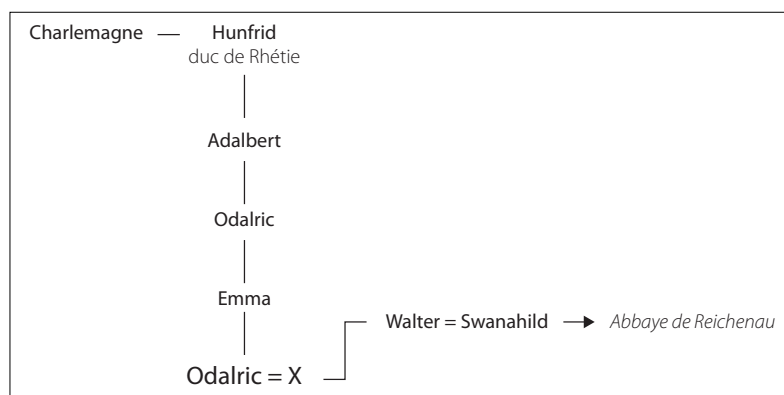 Charlemagne — Hunfrid
duc de Rhétie
Adalbert
Odalric
Emma
Walter = Swanahild → Abbaye de Reichenau
Odalric = X